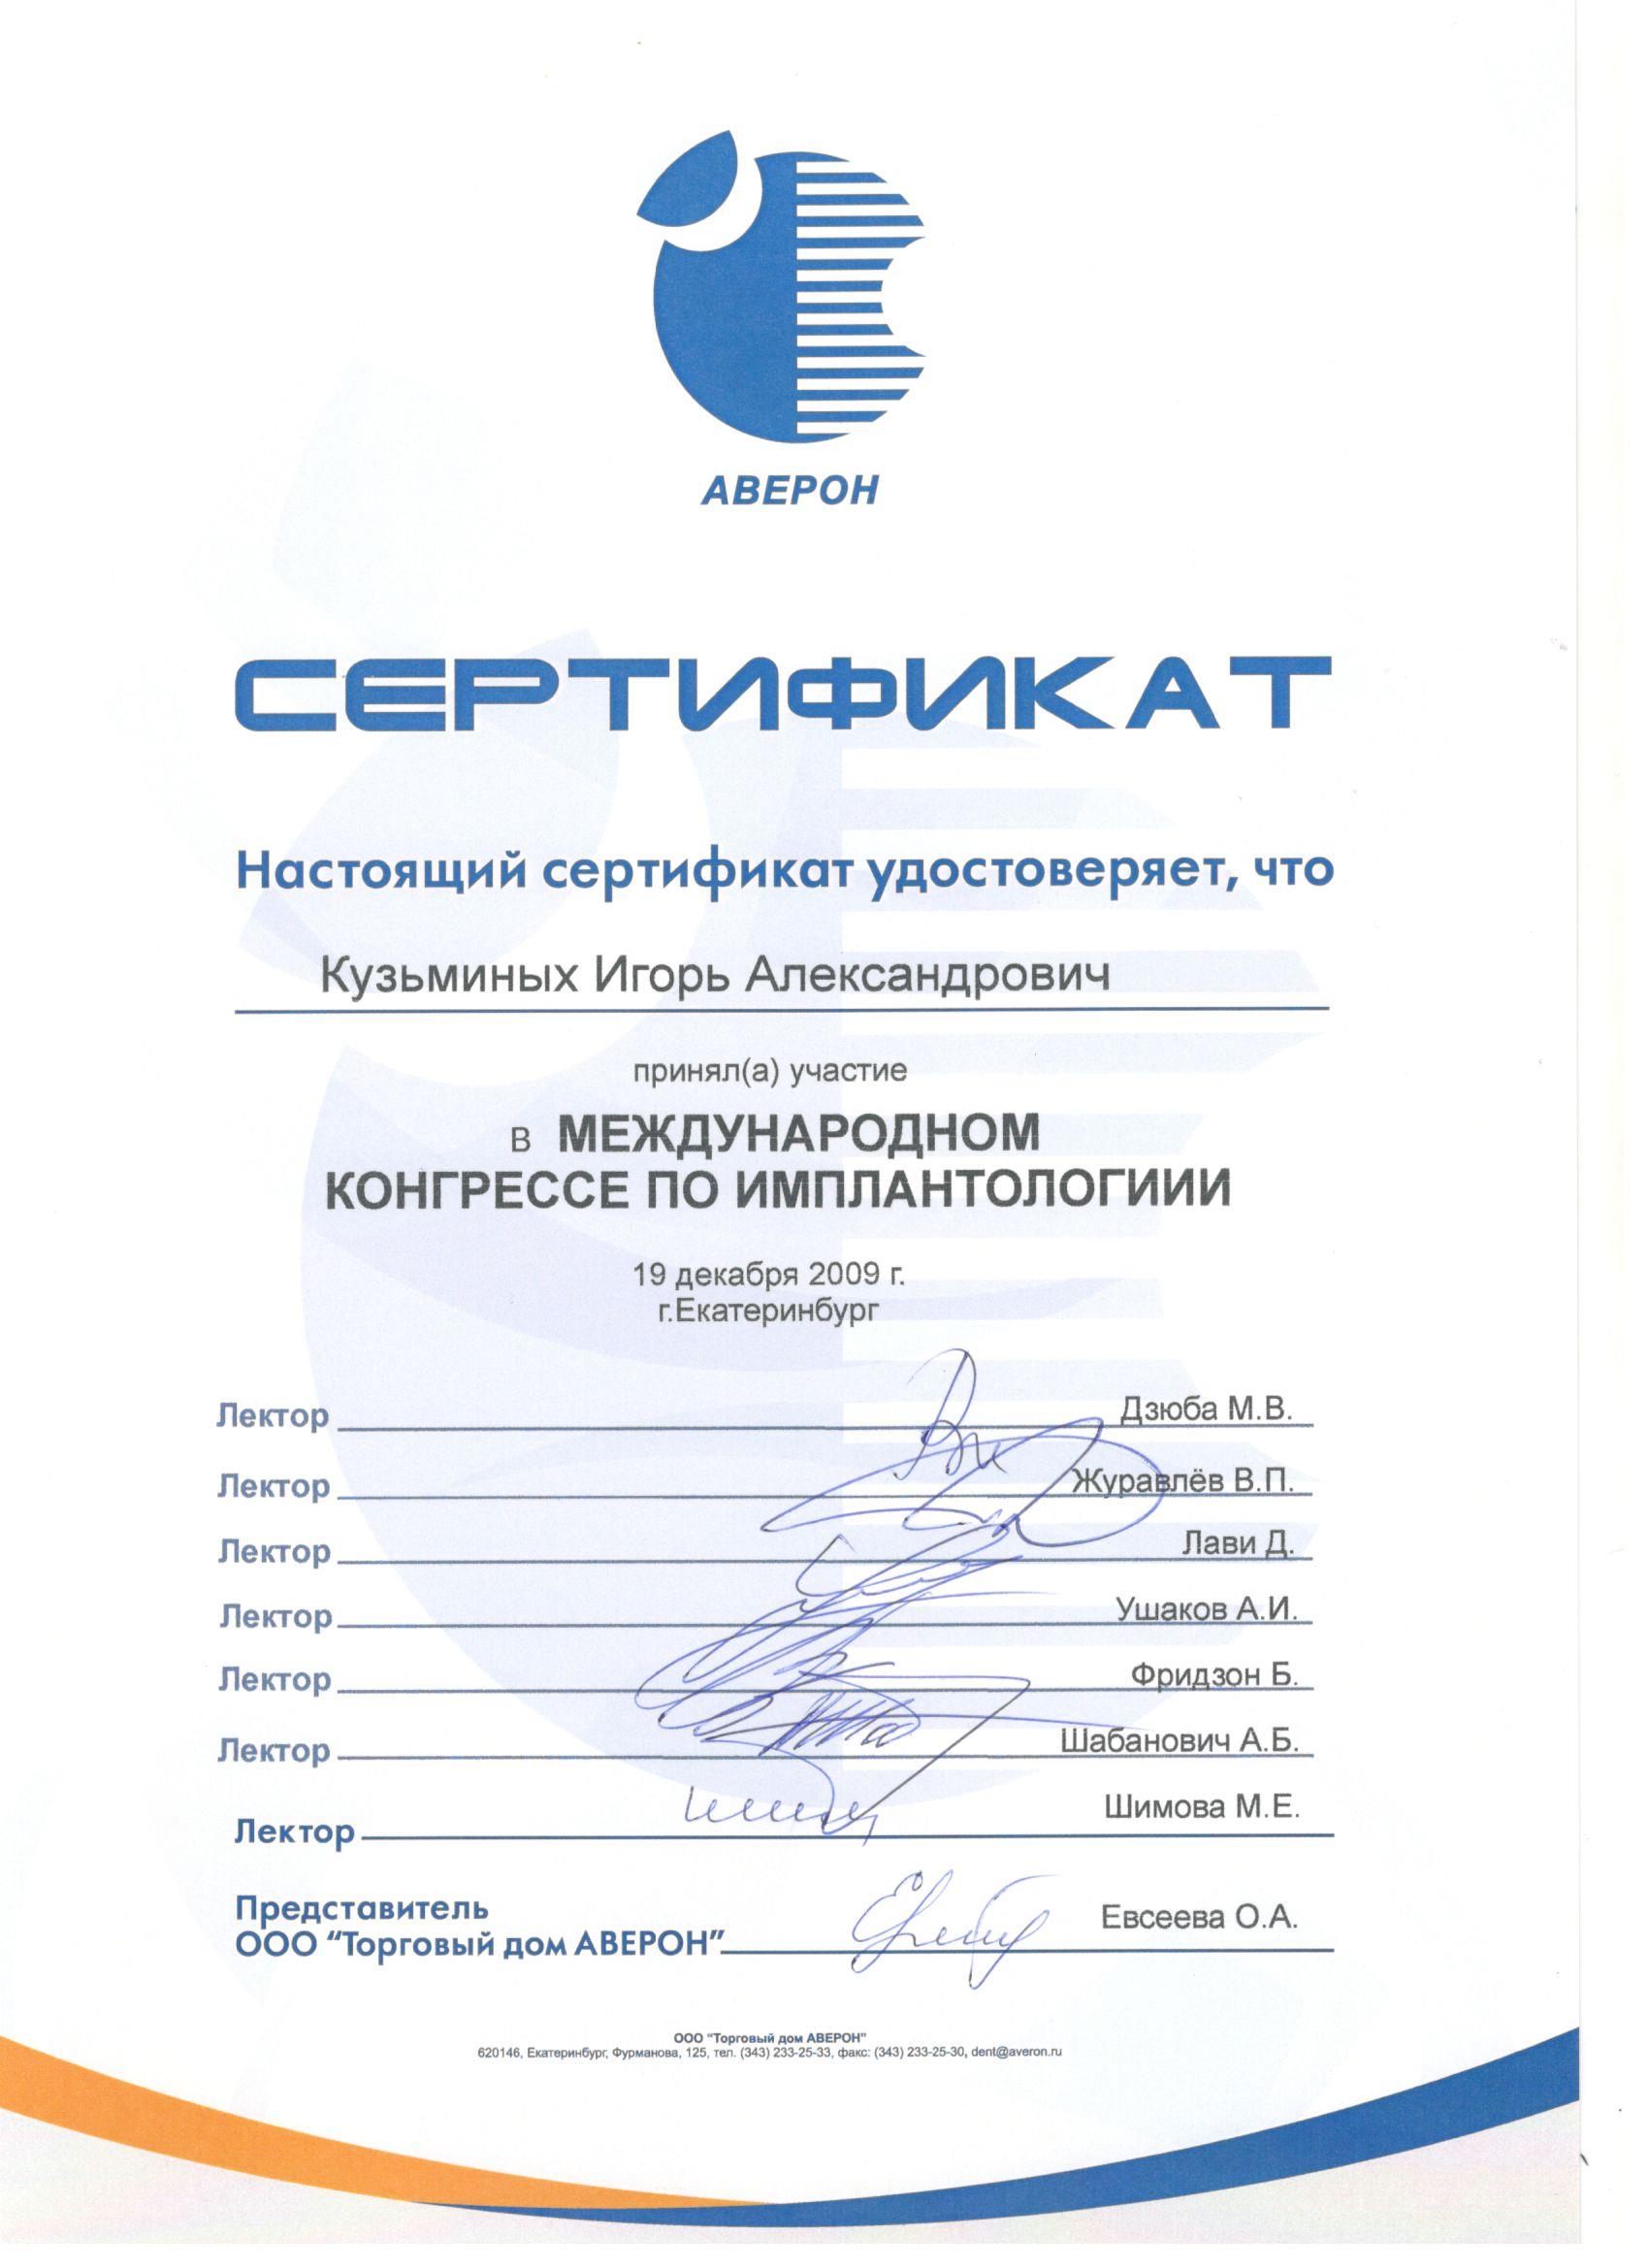 АВЕРОН
СЕРТИФИКАТ
Настоящий сертификат удостоверяет, что
Кузьминых Игорь Александрович
принял(а) участие
в МЕЖДУНАРОДНОМ
КОНГРЕССЕ ПО ИМПЛАНТОЛОГИИИ
19 декабря 2009 г.
г.Екатеринбург
Лектор Дзюба М.В.
Лектор Журавлёв В.П.
Лектор Лави Д.
Лектор Ушаков А.И.
Лектор Фридзон Б.
Лектор Шабанович А.Б.
Лектор Шимова М.Е.
Представитель
ООО "Торговый дом АВЕРОН" Евсеева О.А.
ООО "Торговый дом АВЕРОН"
620146, Екатеринбург, Фурманова, 125, тел. (343) 233-25-33, факс: (343) 233-25-30, dent@averon.ru